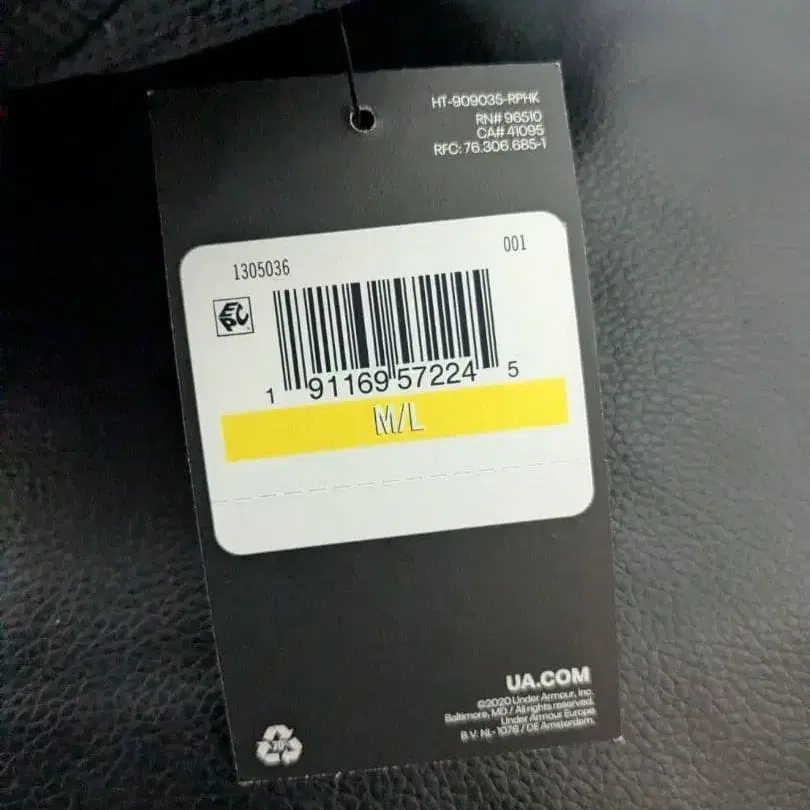 HT-909035-RPHK
RN# 96510
CA# 41095
RFC: 76.306.685-1
1305036 001
EPC
1 91169 57224 5
M/L
UA.COM
©2020 Under Armour, Inc.
Baltimore, MD / All rights reserved.
Under Armour Europe
B.V. NL-1076 / DE Amsterdam.